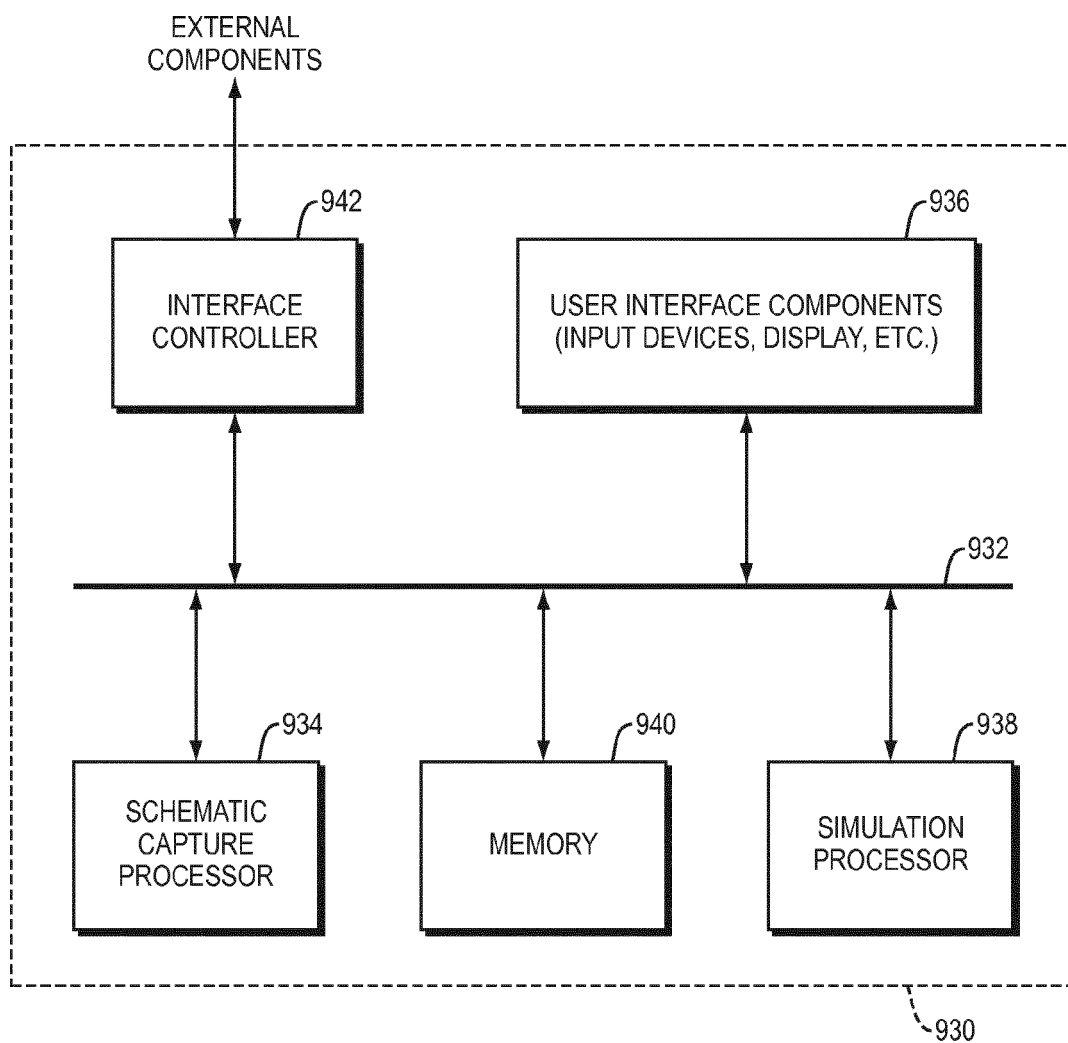 EXTERNAL
COMPONENTS
942
936
INTERFACE
CONTROLLER
USER INTERFACE COMPONENTS
(INPUT DEVICES, DISPLAY, ETC.)
932
934
940
938
SCHEMATIC
CAPTURE
PROCESSOR
MEMORY
SIMULATION
PROCESSOR
930